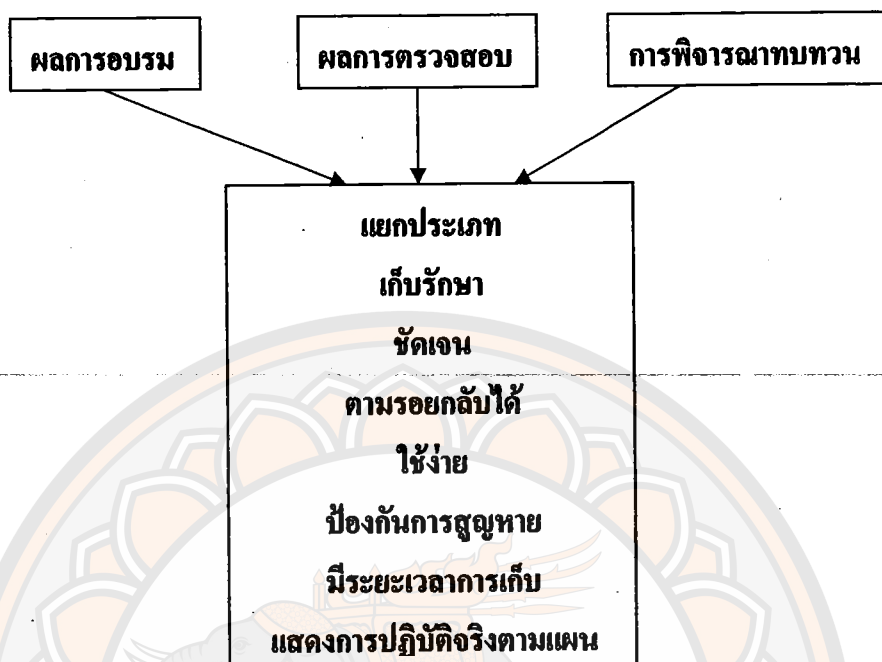 ผลการอบรม
ผลการตรวจสอบ
การพิจารณาทบทวน
แยกประเภท
เก็บรักษา
ชัดเจน
ตามรอยกลับได้
ใช้ง่าย
ป้องกันการสูญหาย
มีระยะเวลาการเก็บ
แสดงการปฏิบัติจริงตามแผน